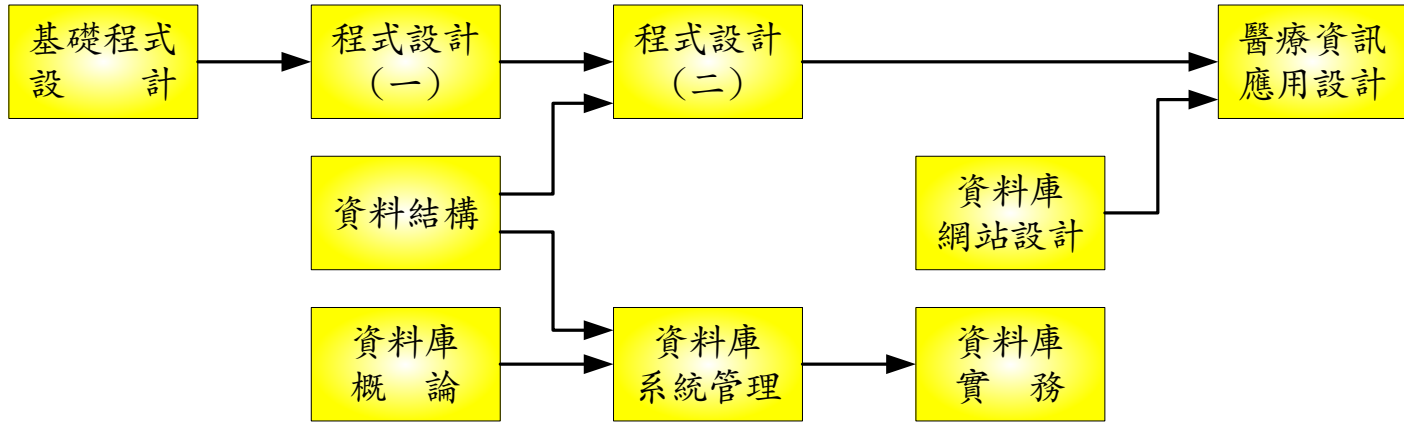 基礎程式
設　　計
程式設計
（一）
程式設計
（二）
醫療資訊
應用設計
資料結構
資料庫
網站設計
資料庫
概　論
資料庫
系統管理
資料庫
實　務